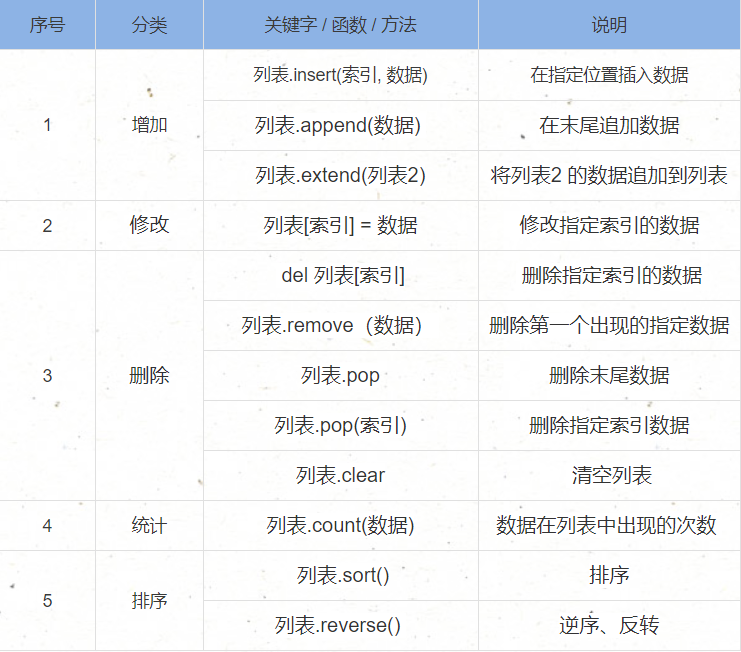 序号 分类 关键字 / 函数 / 方法 说明
1 增加 列表.insert(索引, 数据) 在指定位置插入数据
列表.append(数据) 在末尾追加数据
列表.extend(列表2) 将列表2 的数据追加到列表
2 修改 列表[索引] = 数据 修改指定索引的数据
3 删除 del 列表[索引] 删除指定索引的数据
列表.remove（数据） 删除第一个出现的指定数据
列表.pop 删除末尾数据
列表.pop(索引) 删除指定索引数据
列表.clear 清空列表
4 统计 列表.count(数据) 数据在列表中出现的次数
5 排序 列表.sort() 排序
列表.reverse() 逆序、反转